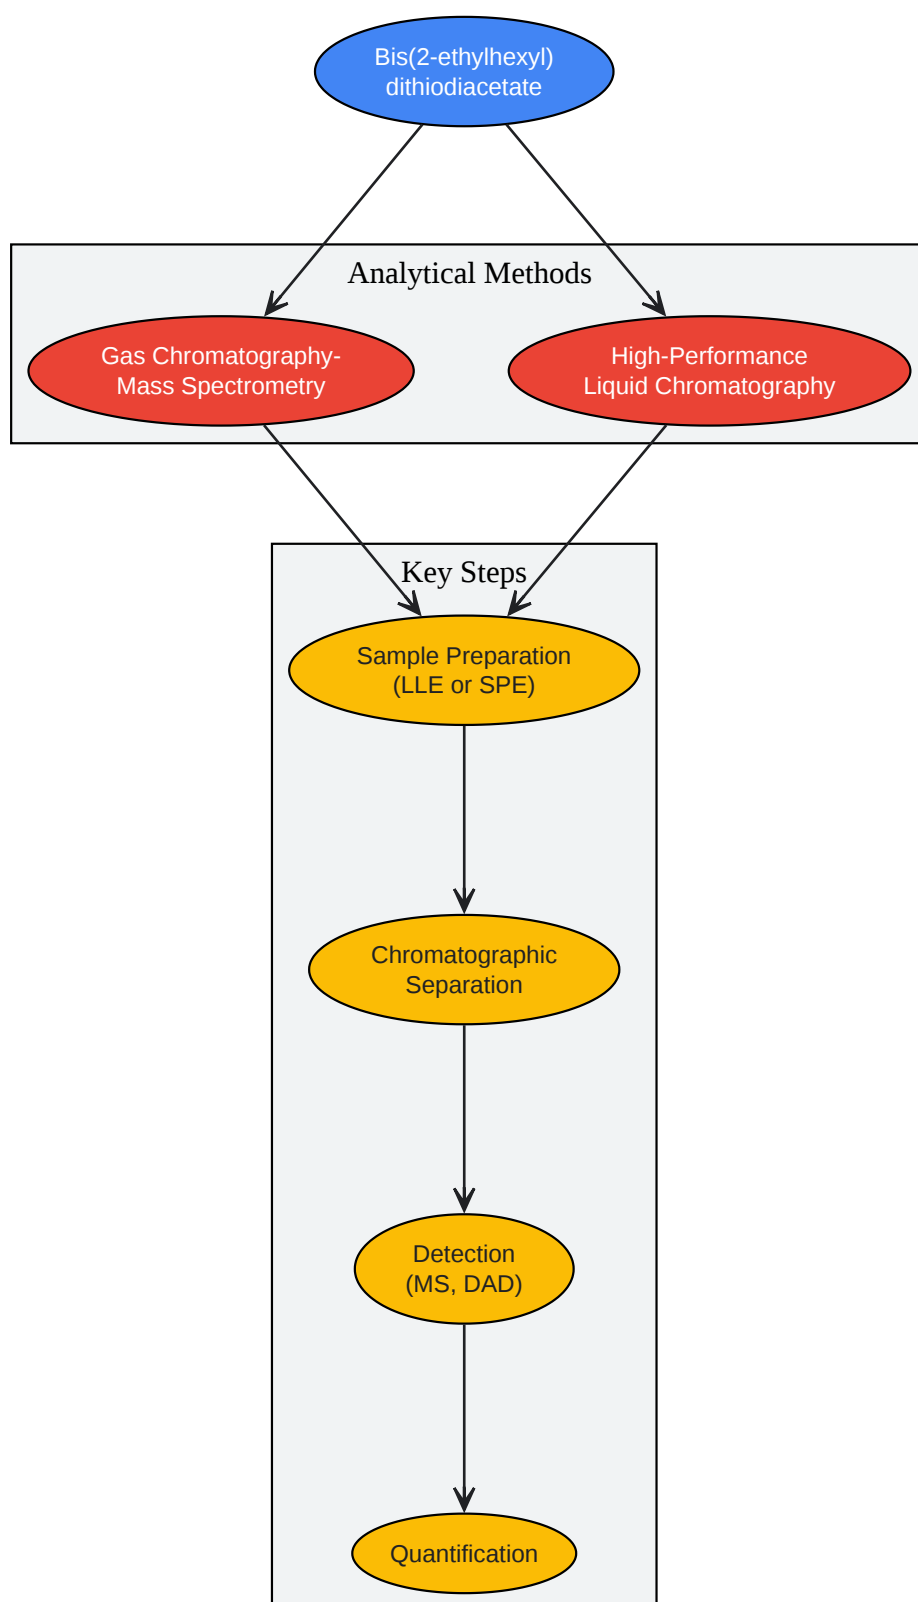 Bis(2-ethylhexyl)
dithiodiacetate
Analytical Methods
Gas Chromatography-
Mass Spectrometry
High-Performance
Liquid Chromatography
Key Steps
Sample Preparation
(LLE or SPE)
Chromatographic
Separation
Detection
(MS, DAD)
Quantification